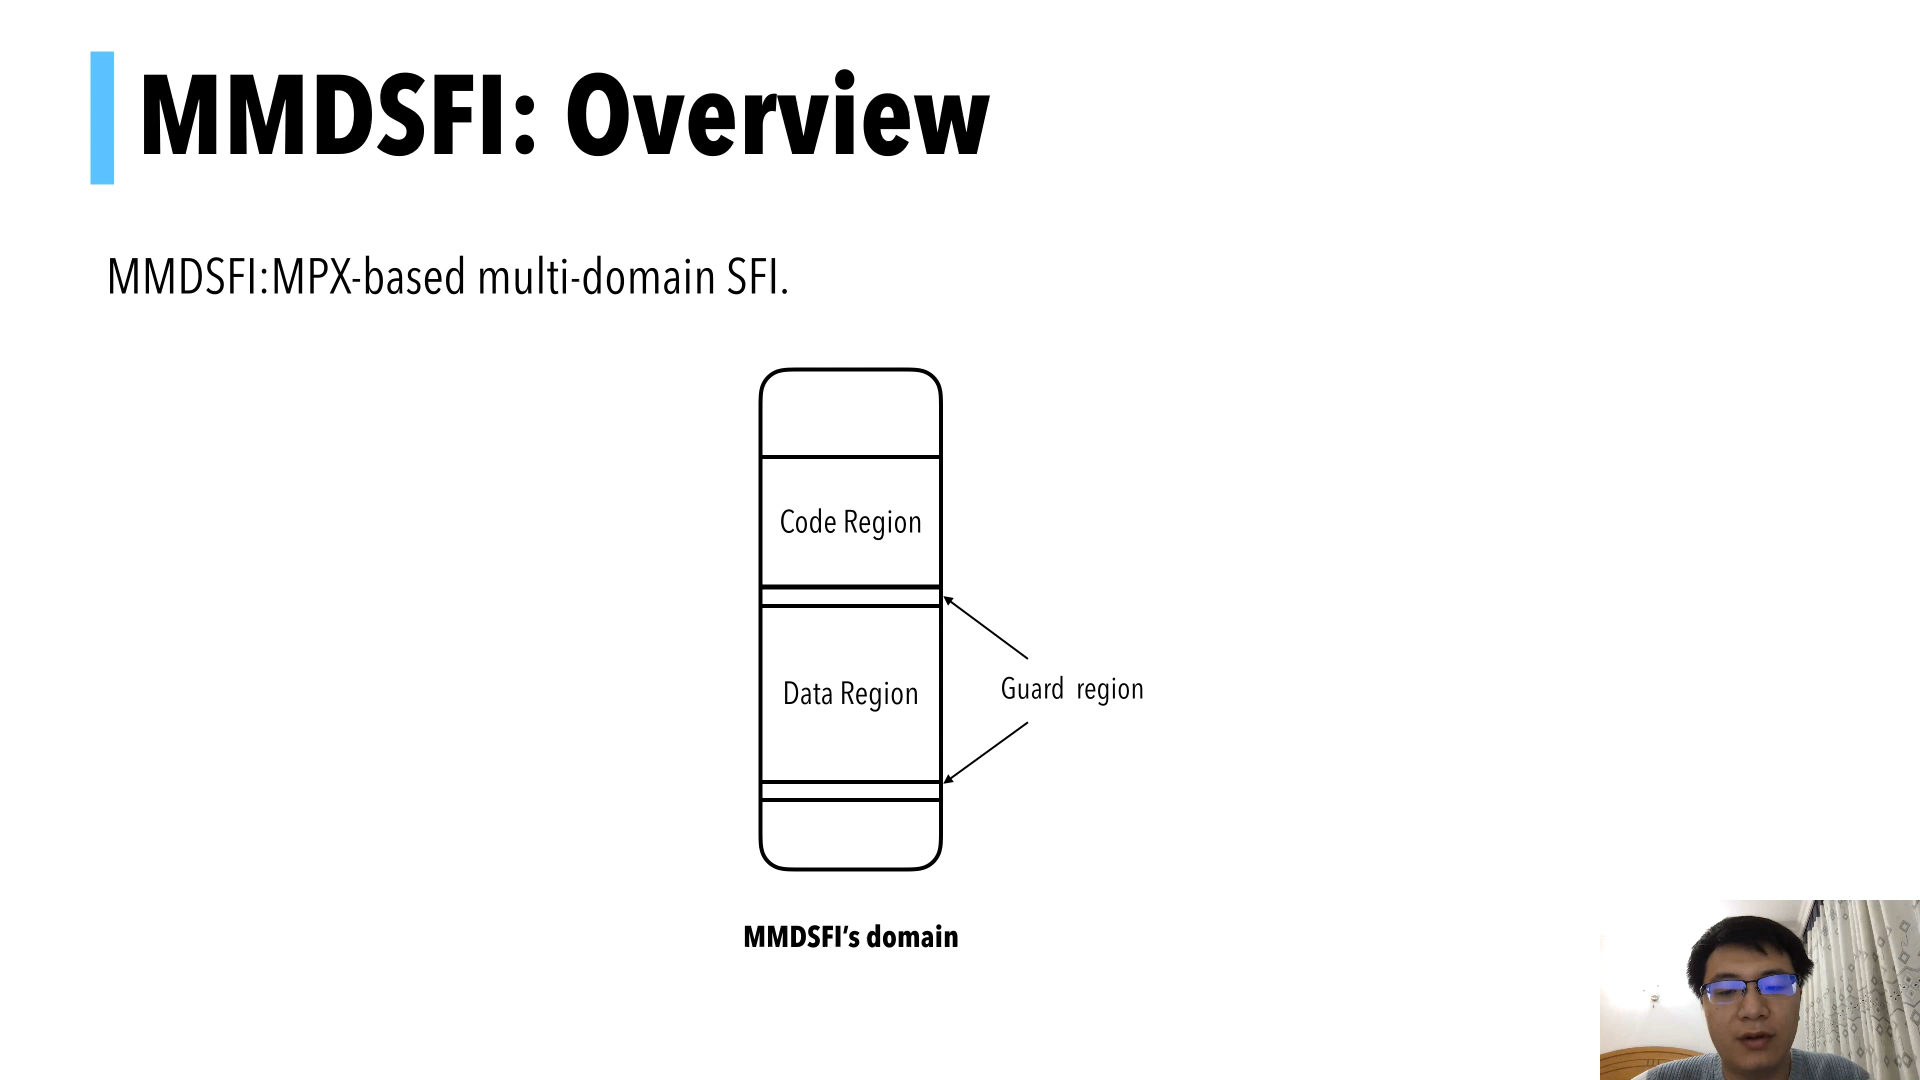 MMDSFI: Overview
MMDSFI:MPX-based multi-domain SFI.
Code Region
Data Region
Guard region
MMDSFI’s domain